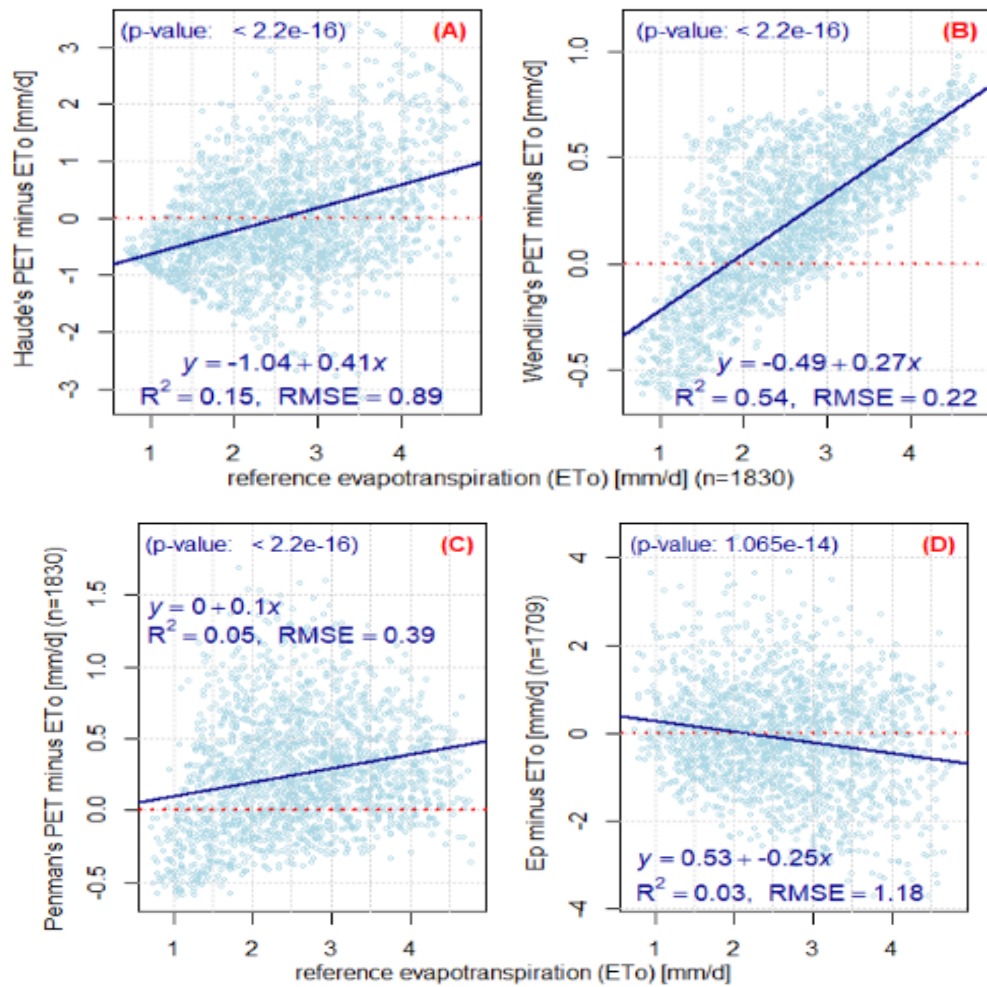 (p-value: < 2.2e-16) (A)
Haude's PET minus ETo [mm/d]
3
2
1
0
-1
-2
-3
y = -1.04 + 0.41x
R² = 0.15, RMSE = 0.89
1 2 3 4
(p-value: < 2.2e-16) (B)
Wendling's PET minus ETo [mm/d]
1.0
0.5
0.0
-0.5
y = -0.49 + 0.27x
R² = 0.54, RMSE = 0.22
1 2 3 4
reference evapotranspiration (ETo) [mm/d] (n=1830)
(p-value: < 2.2e-16) (C)
Penman's PET minus ETo [mm/d] (n=1830)
1.5
1.0
0.5
0.0
-0.5
y = 0 + 0.1x
R² = 0.05, RMSE = 0.39
1 2 3 4
(p-value: 1.065e-14) (D)
Ep minus ETo [mm/d] (n=1709)
4
2
0
-2
-4
y = 0.53 + -0.25x
R² = 0.03, RMSE = 1.18
1 2 3 4
reference evapotranspiration (ETo) [mm/d]